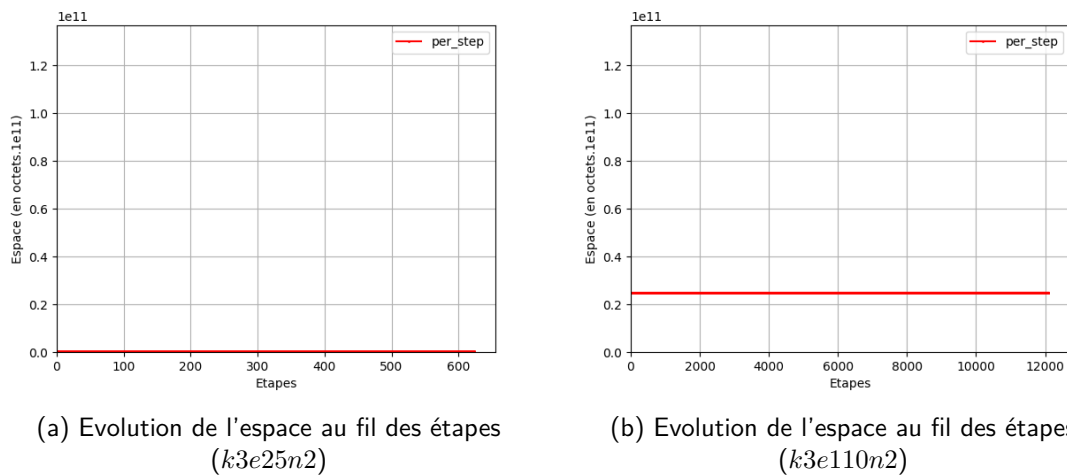 1e11
per_step
1.2
1.0
0.8
0.6
0.4
0.2
0.0
Espace (en octets.1e11)
0 100 200 300 400 500 600
Etapes
(a) Evolution de l'espace au fil des étapes
(k3e25n2)
1e11
per_step
1.2
1.0
0.8
0.6
0.4
0.2
0.0
Espace (en octets.1e11)
0 2000 4000 6000 8000 10000 12000
Etapes
(b) Evolution de l'espace au fil des étapes
(k3e110n2)